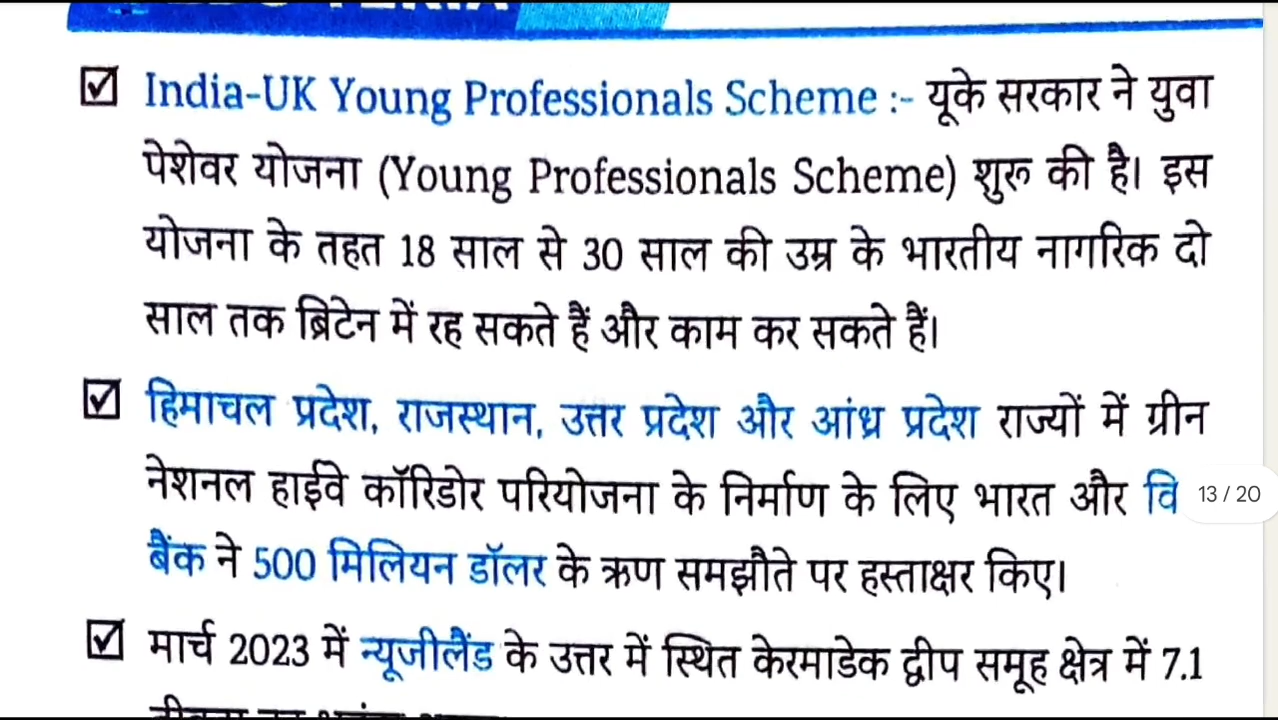 ☑ India-UK Young Professionals Scheme :- यूके सरकार ने युवा
पेशेवर योजना (Young Professionals Scheme) शुरू की है। इस
योजना के तहत 18 साल से 30 साल की उम्र के भारतीय नागरिक दो
साल तक ब्रिटेन में रह सकते हैं और काम कर सकते हैं।
☑ हिमाचल प्रदेश, राजस्थान, उत्तर प्रदेश और आंध्र प्रदेश राज्यों में ग्रीन
नेशनल हाईवे कॉरिडोर परियोजना के निर्माण के लिए भारत और वि
13 / 20
बैंक ने 500 मिलियन डॉलर के ऋण समझौते पर हस्ताक्षर किए।
☑ मार्च 2023 में न्यूजीलैंड के उत्तर में स्थित केरमाडेक द्वीप समूह क्षेत्र में 7.1